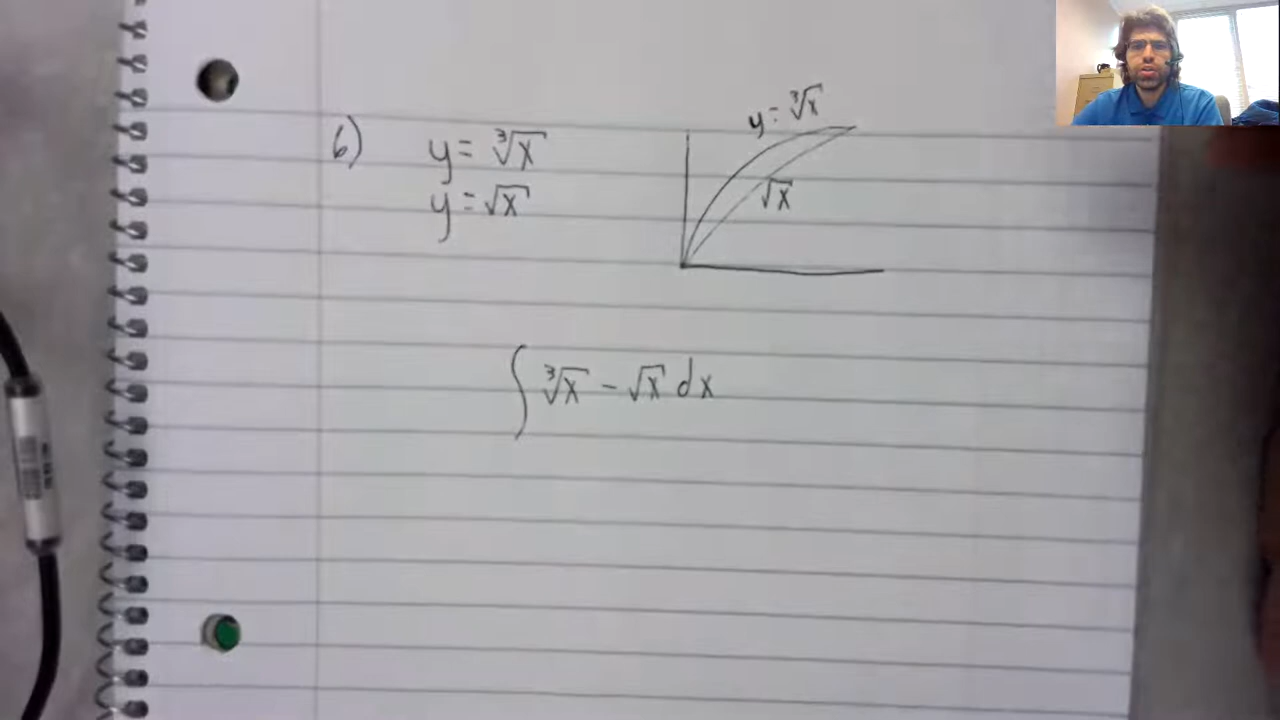 6) y = ∛x
y = √x
y = ∛x
√x
∫ ∛x - √x dx